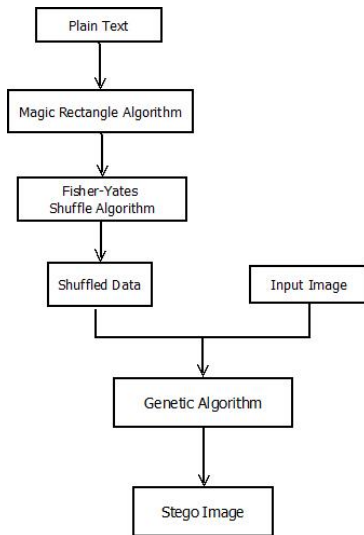 Plain Text
Magic Rectangle Algorithm
Fisher-Yates
Shuffle Algorithm
Shuffled Data
Input Image
Genetic Algorithm
Stego Image